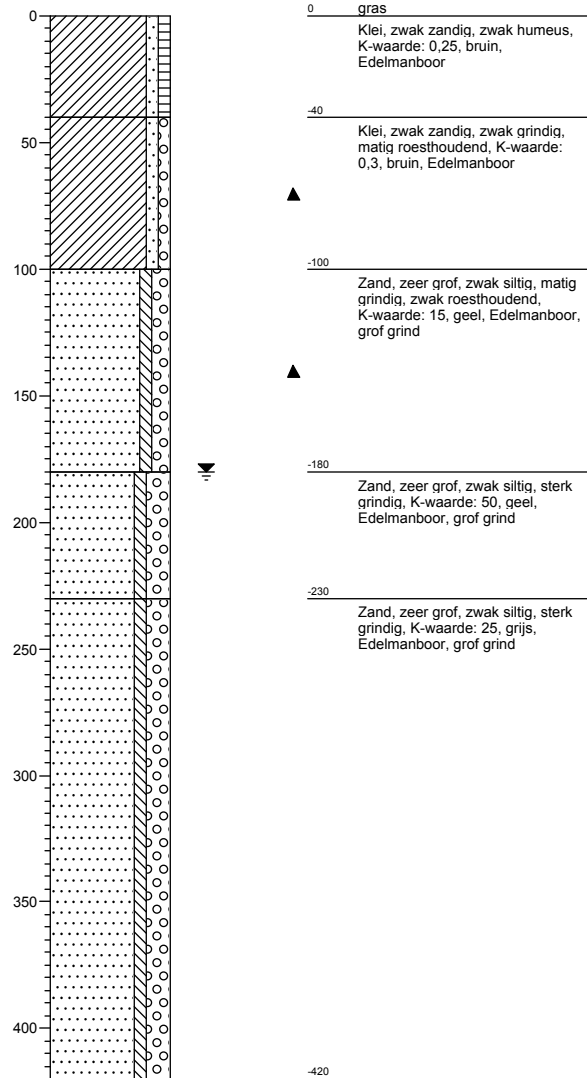 0
50
100
150
200
250
300
350
400
0
gras
Klei, zwak zandig, zwak humeus,
K-waarde: 0,25, bruin,
Edelmanboor
-40
Klei, zwak zandig, zwak grindig,
matig roesthoudend, K-waarde:
0,3, bruin, Edelmanboor
-100
Zand, zeer grof, zwak siltig, matig
grindig, zwak roesthoudend,
K-waarde: 15, geel, Edelmanboor,
grof grind
-180
Zand, zeer grof, zwak siltig, sterk
grindig, K-waarde: 50, geel,
Edelmanboor, grof grind
-230
Zand, zeer grof, zwak siltig, sterk
grindig, K-waarde: 25, grijs,
Edelmanboor, grof grind
-420